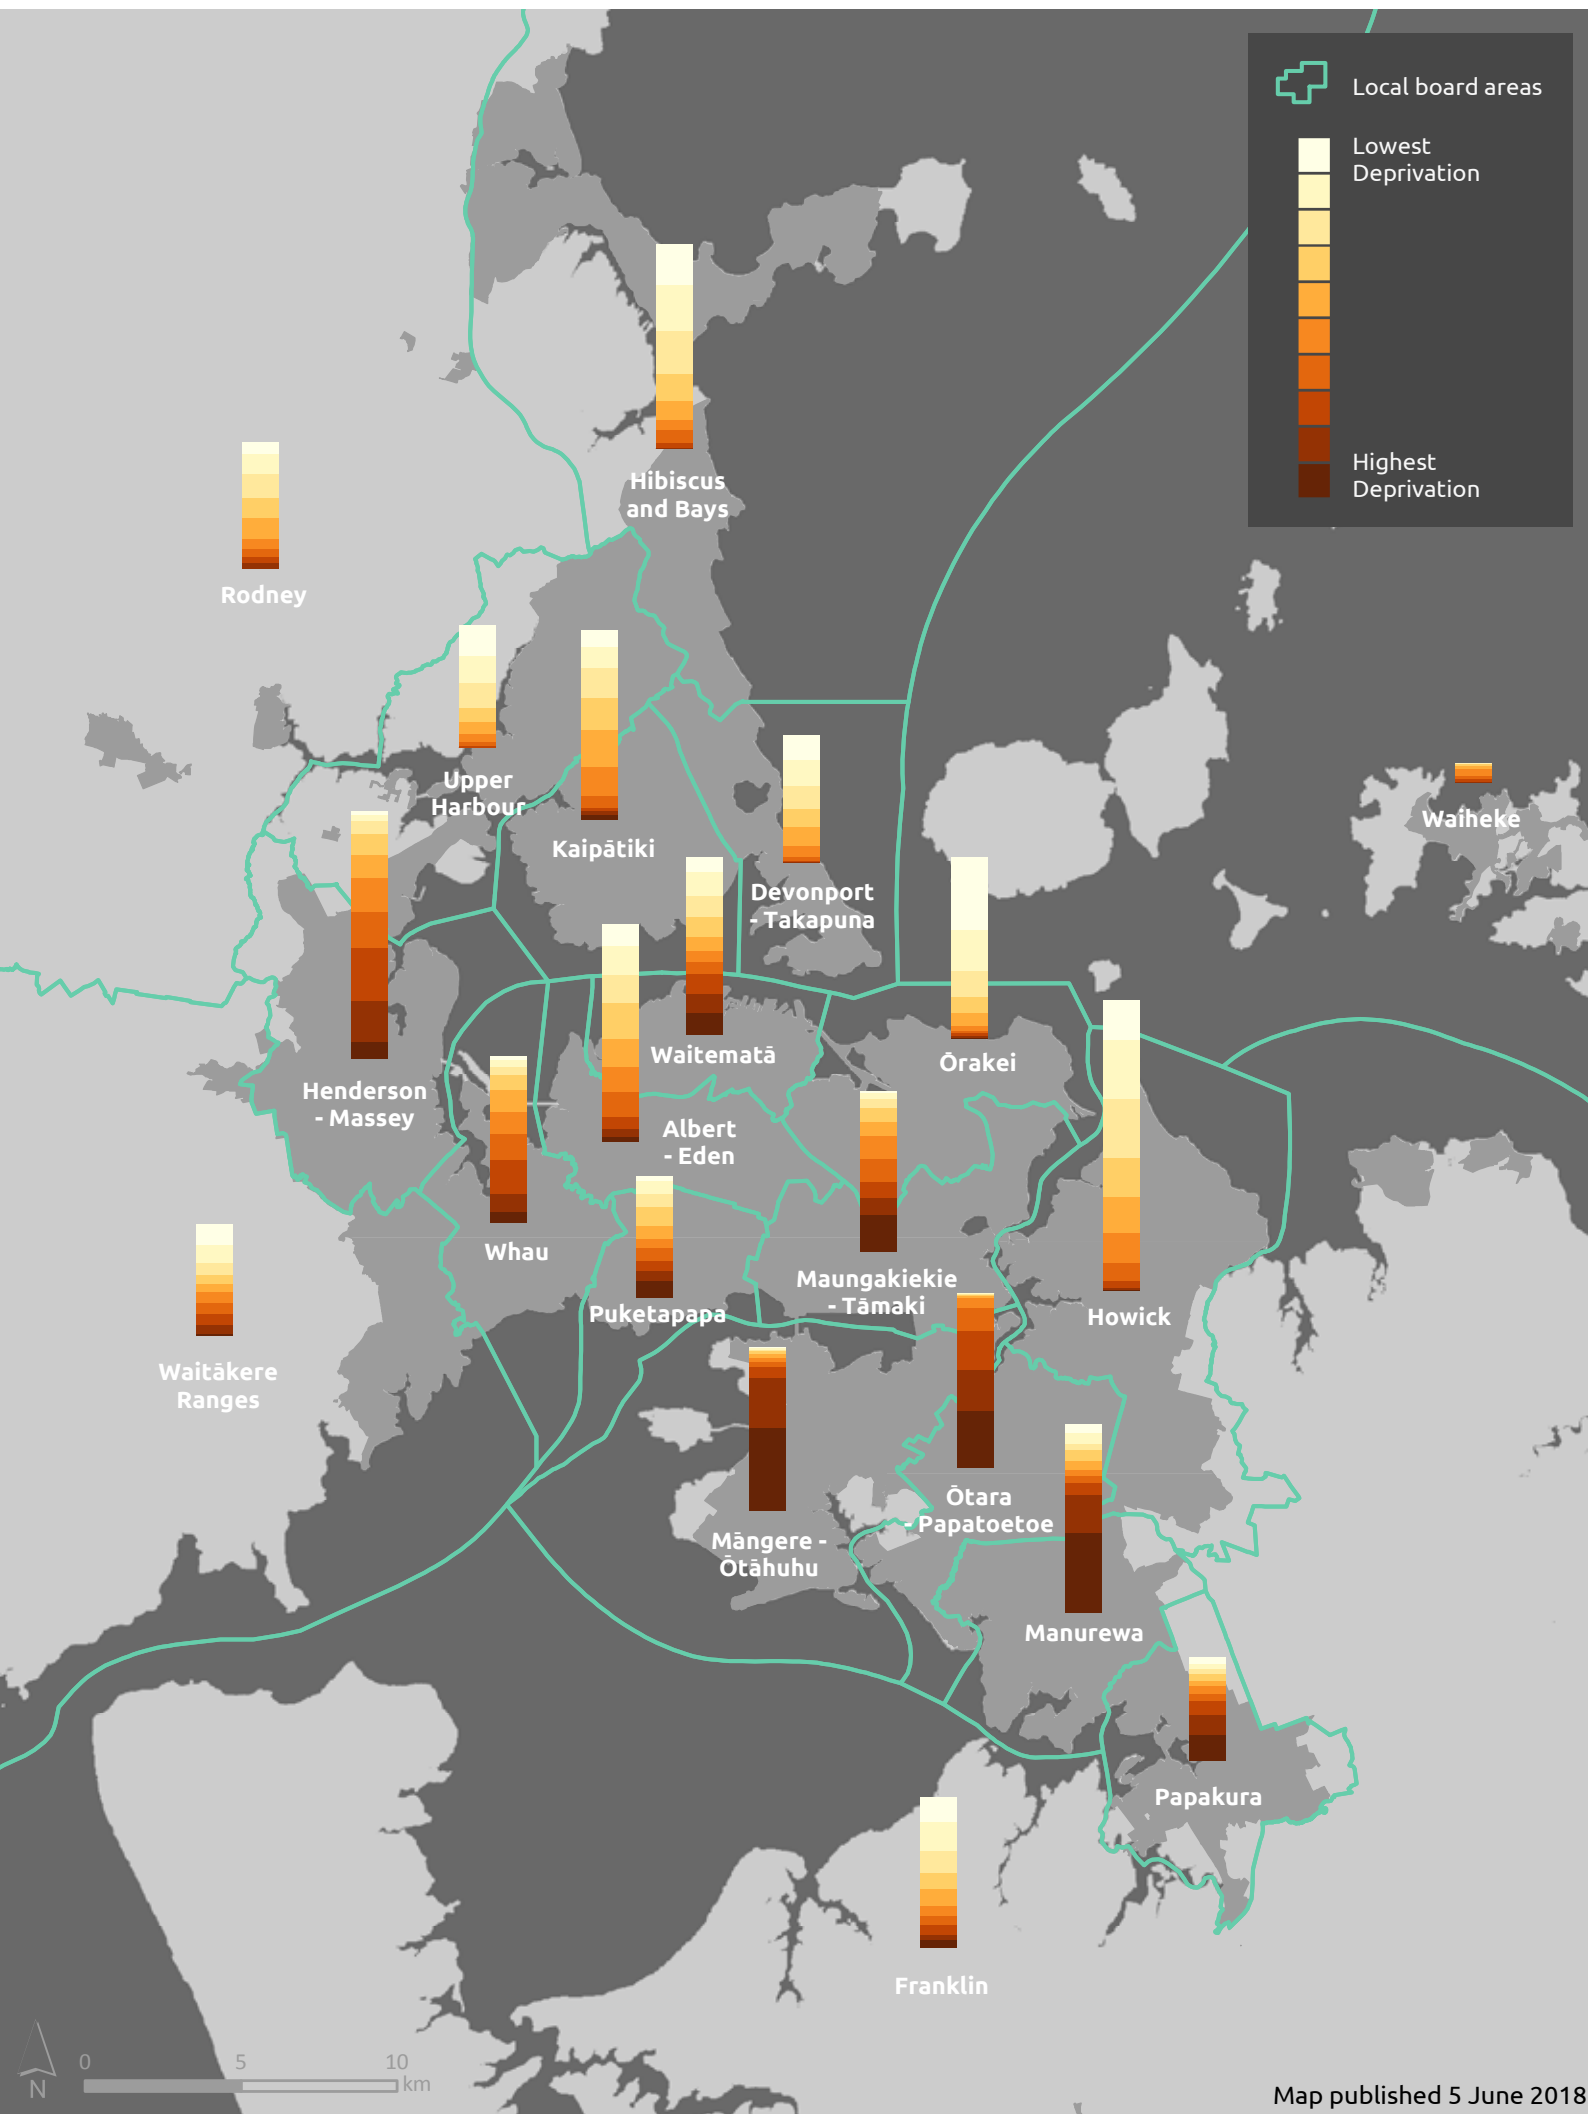 Local board areas
Lowest
Deprivation
Highest
Deprivation
Hibiscus
and Bays
Rodney
Upper
Harbour
Kaipātiki
Waiheke
Devonport
- Takapuna
Waitematā
Ōrakei
Henderson
- Massey
Albert
- Eden
Whau
Maungakiekie
- Tāmaki
Puketapapa
Howick
Waitākere
Ranges
Ōtara
- Papatoetoe
Māngere -
Ōtāhuhu
Manurewa
Papakura
Franklin
N
0 5 10
km
Map published 5 June 2018